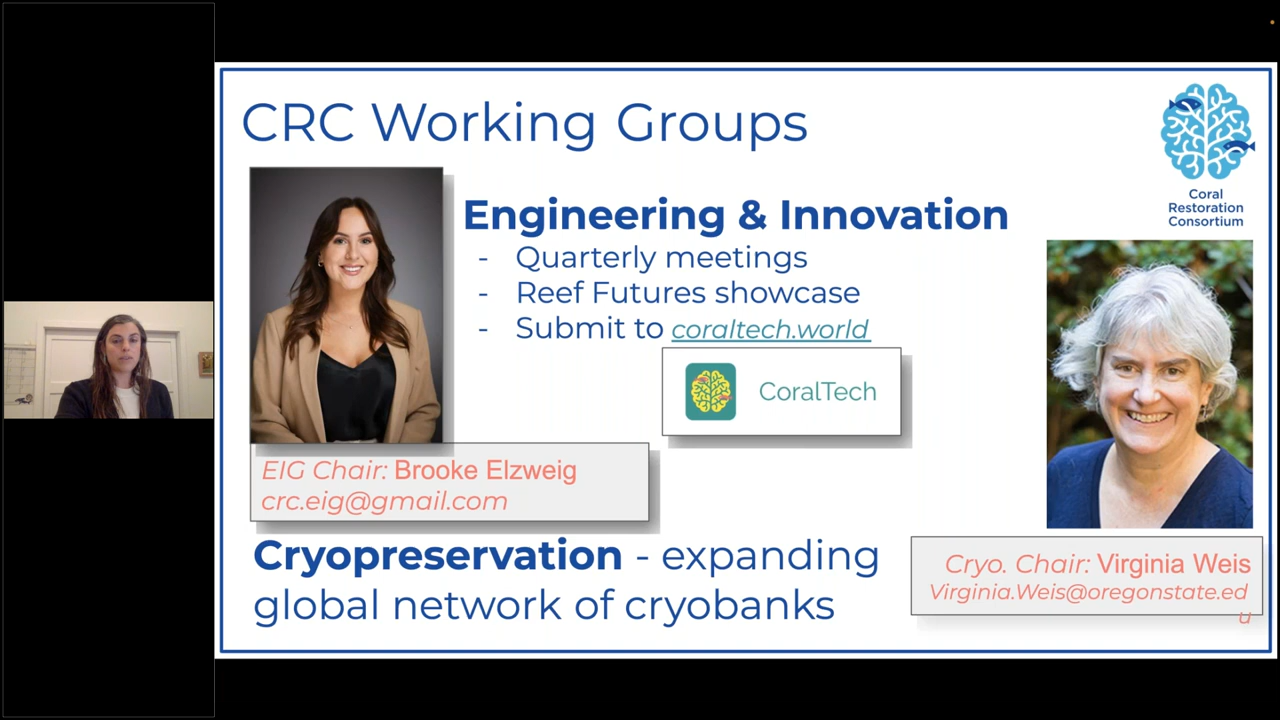 CRC Working Groups
Coral
Restoration
Consortium
Engineering & Innovation
- Quarterly meetings
- Reef Futures showcase
- Submit to coraltech.world
CoralTech
EIG Chair: Brooke Elzweig
crc.eig@gmail.com
Cryopreservation - expanding
global network of cryobanks
Cryo. Chair: Virginia Weis
Virginia.Weis@oregonstate.ed
u